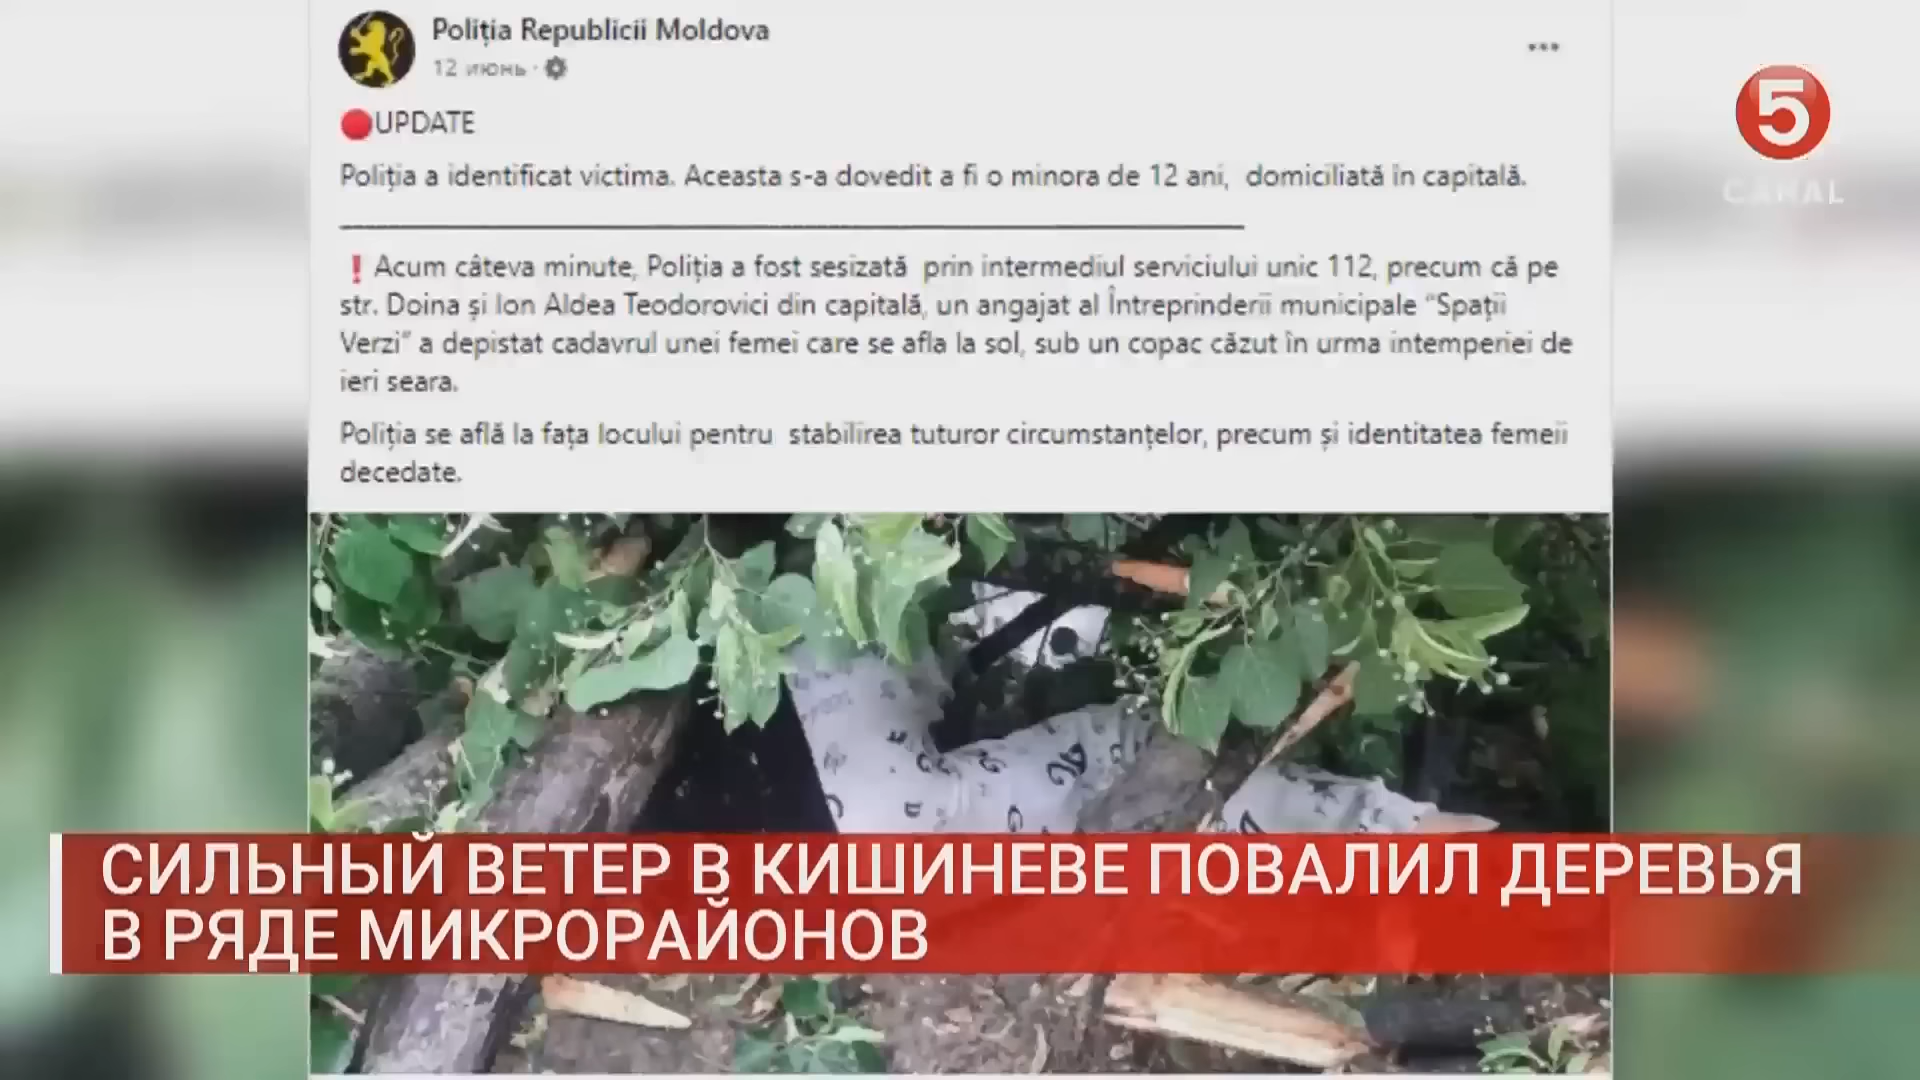 Poliția Republicii Moldova
12 июнь ·
UPDATE
Poliția a identificat victima. Aceasta s-a dovedit a fi o minora de 12 ani, domiciliată în capitală.
❗Acum câteva minute, Poliția a fost sesizată prin intermediul serviciului unic 112, precum că pe
str. Doina și Ion Aldea Teodorovici din capitală, un angajat al Întreprinderii municipale “Spații
Verzi” a depistat cadavrul unei femei care se afla la sol, sub un copac căzut în urma intemperiei de
ieri seara.
Poliția se află la fața locului pentru stabilirea tuturor circumstanțelor, precum și identitatea femeii
decedate.
5
CANAL
СИЛЬНЫЙ ВЕТЕР В КИШИНЕВЕ ПОВАЛИЛ ДЕРЕВЬЯ
В РЯДЕ МИКРОРАЙОНОВ